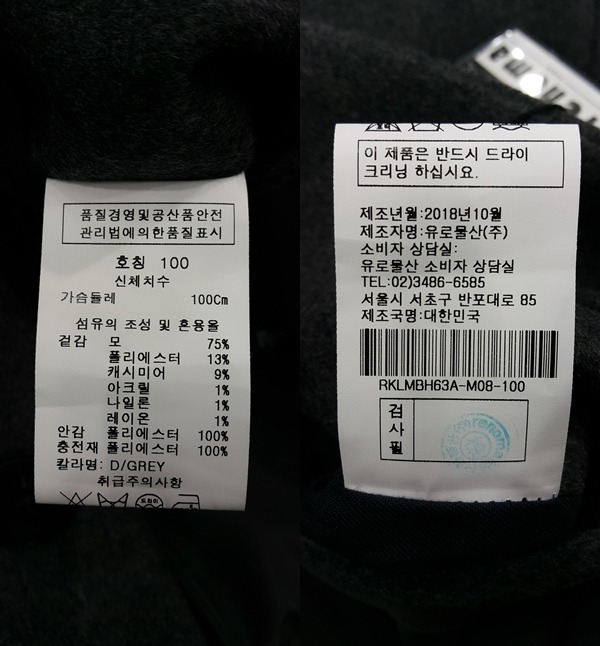 품질경영및공산품안전
관리법에의한품질표시
호칭 100
신체치수
가슴둘레 100Cm
섬유의 조성 및 혼용율
겉감 모 75%
폴리에스터 13%
캐시미어 9%
아크릴 1%
나일론 1%
레이온 1%
안감 폴리에스터 100%
충전재 폴리에스터 100%
칼라명: D/GREY
취급주의사항
드라이
이 제품은 반드시 드라이
크리닝 하십시요.
제조년월:2018년10월
제조자명:유로물산(주)
소비자 상담실:
유로물산 소비자 상담실
TEL:02)3486-6585
서울시 서초구 반포대로 85
제조국명:대한민국
RKLMBH63A-M08-100
검사필
renoma